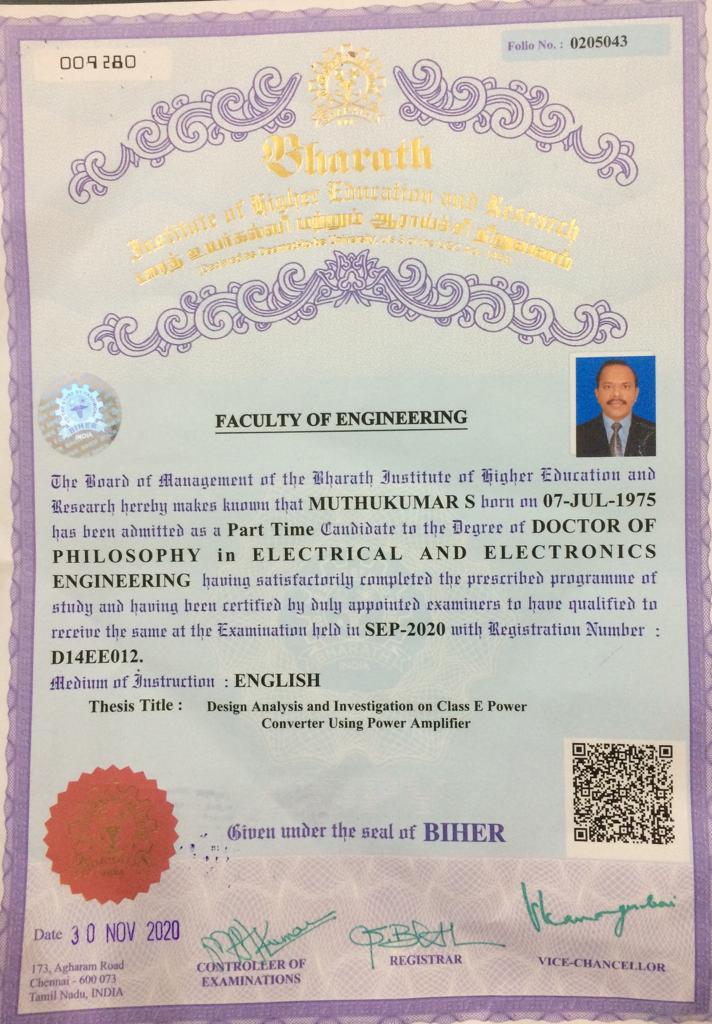 009280
Folio No. : 0205043
Bharath
Institute of Higher Education and Research
பாரத் உயர்கல்வி மற்றும் ஆராய்ச்சி நிறுவனம்
BIHER
INDIA
FACULTY OF ENGINEERING
The Board of Management of the Bharath Institute of Higher Education and
Research hereby makes known that MUTHUKUMAR S born on 07-JUL-1975
has been admitted as a Part Time Candidate to the Degree of DOCTOR OF
PHILOSOPHY in ELECTRICAL AND ELECTRONICS
ENGINEERING having satisfactorily completed the prescribed programme of
study and having been certified by duly appointed examiners to have qualified to
receive the same at the Examination held in SEP-2020 with Registration Number :
D14EE012.
Medium of Instruction : ENGLISH
Thesis Title : Design Analysis and Investigation on Class E Power
Converter Using Power Amplifier
Given under the seal of BIHER
Date 30 NOV 2020
173, Agharam Road
Chennai - 600 073
Tamil Nadu, INDIA
CONTROLLER OF
EXAMINATIONS
REGISTRAR
VICE-CHANCELLOR